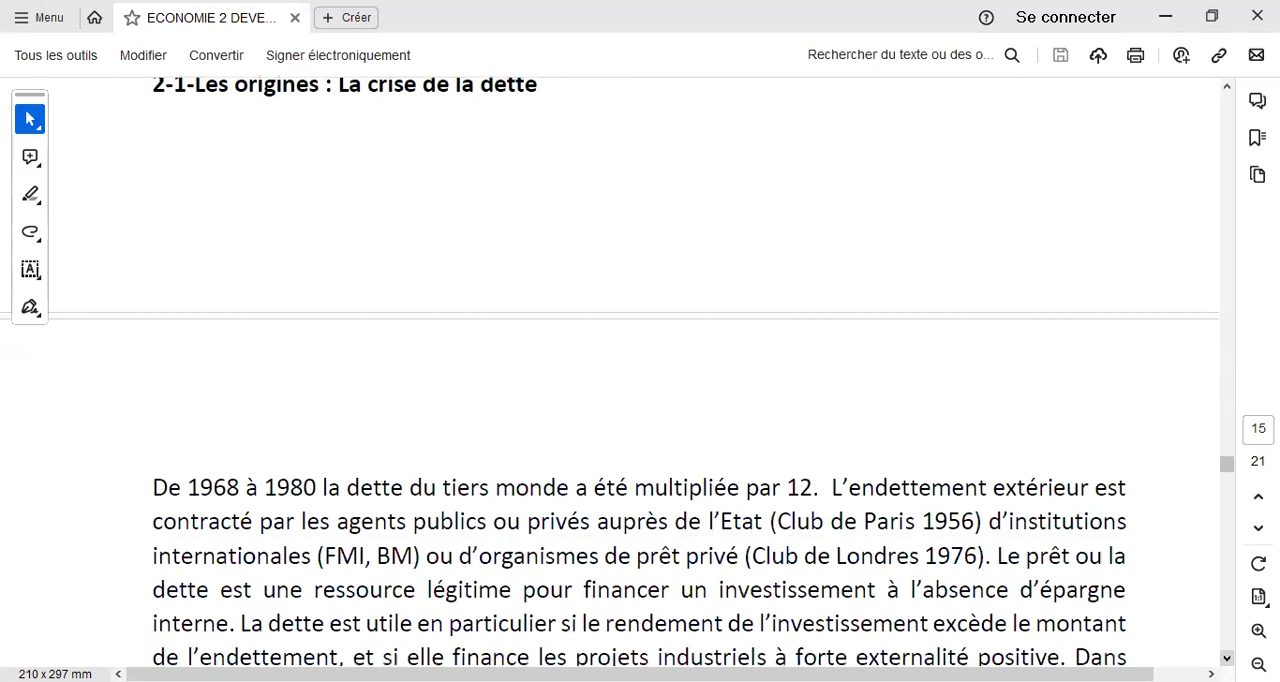 Menu
ECONOMIE 2 DEVE...
Créer
Se connecter
Tous les outils
Modifier
Convertir
Signer électroniquement
Rechercher du texte ou des o...
2-1-Les origines : La crise de la dette
De 1968 à 1980 la dette du tiers monde a été multipliée par 12.  L’endettement extérieur est
contracté par les agents publics ou privés auprès de l’Etat (Club de Paris 1956) d’institutions
internationales (FMI, BM) ou d’organismes de prêt privé (Club de Londres 1976). Le prêt ou la
dette est une ressource légitime pour financer un investissement à l’absence d’épargne
interne. La dette est utile en particulier si le rendement de l’investissement excède le montant
de l’endettement, et si elle finance les projets industriels à forte externalité positive. Dans
15
21
210 x 297 mm